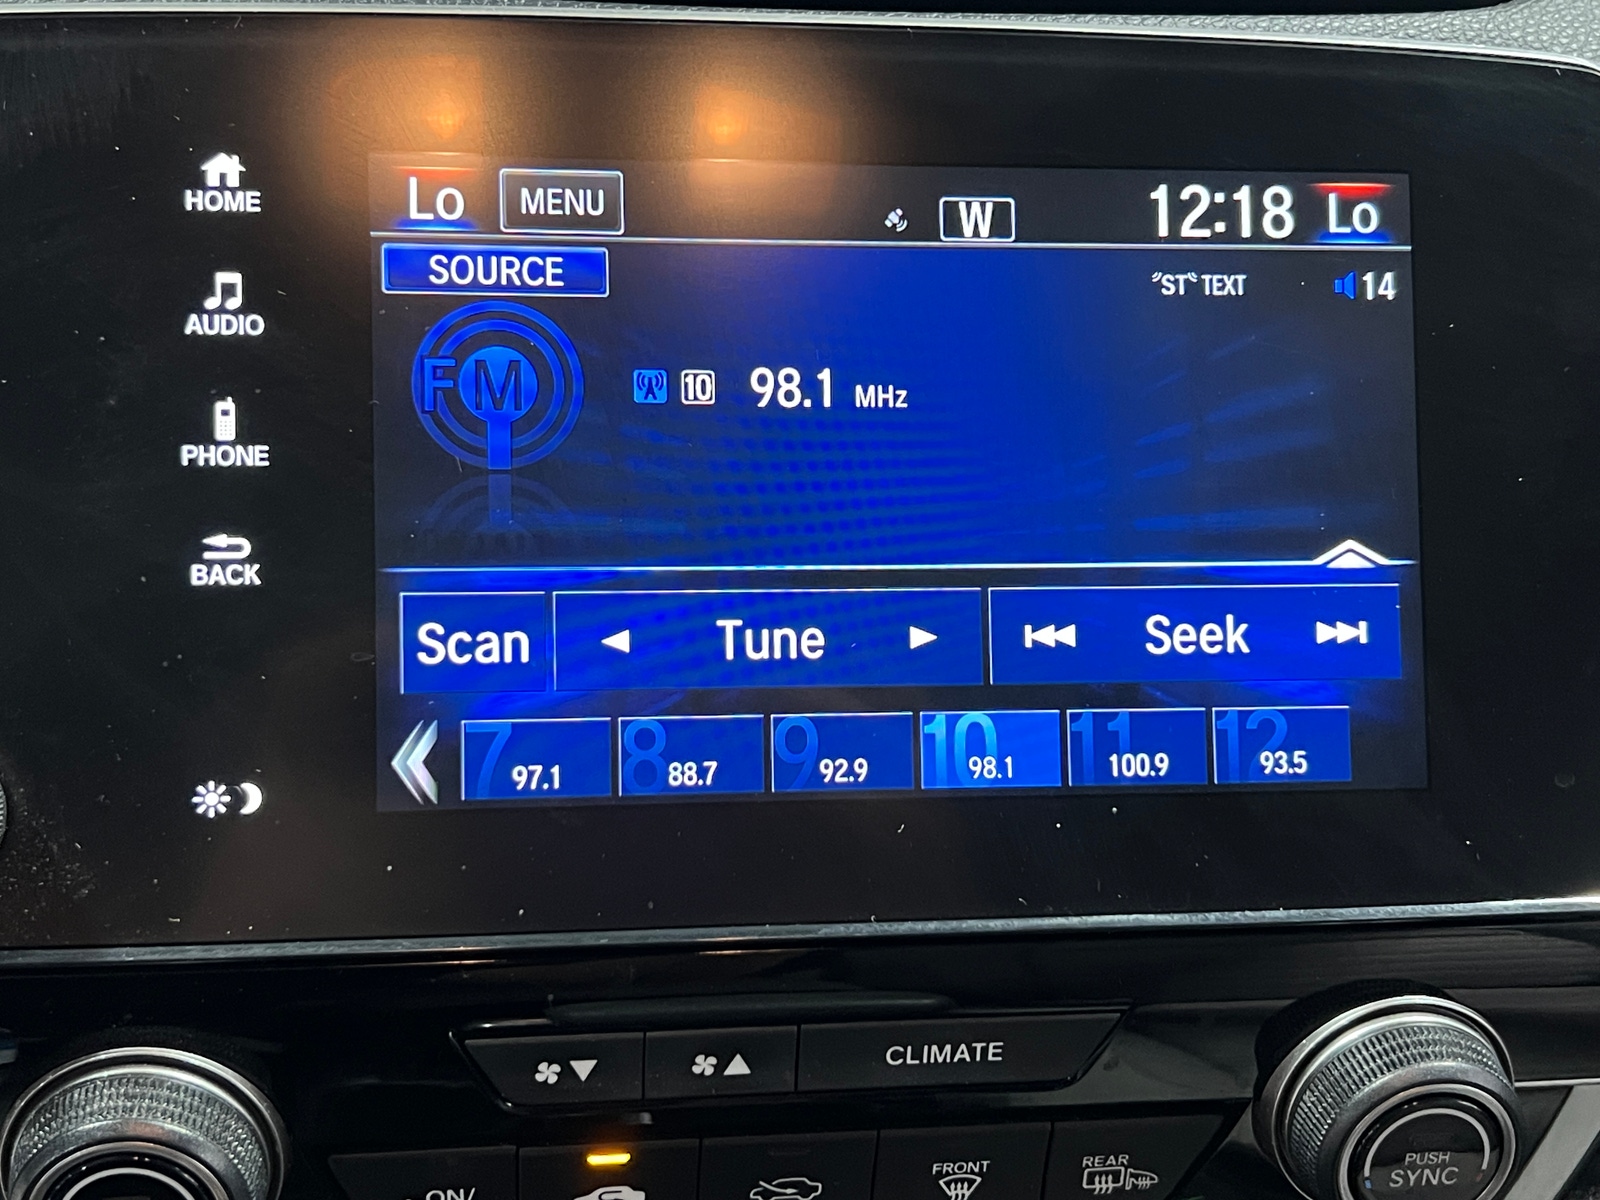 HOME
AUDIO
PHONE
BACK
Lo MENU W 12:18 Lo
SOURCE "ST" TEXT 14
FM 10 98.1 MHz
Scan Tune Seek
7 97.1 8 88.7 9 92.9 10 98.1 11 100.9 12 93.5
CLIMATE
ON/
FRONT
REAR
PUSH
SYNC